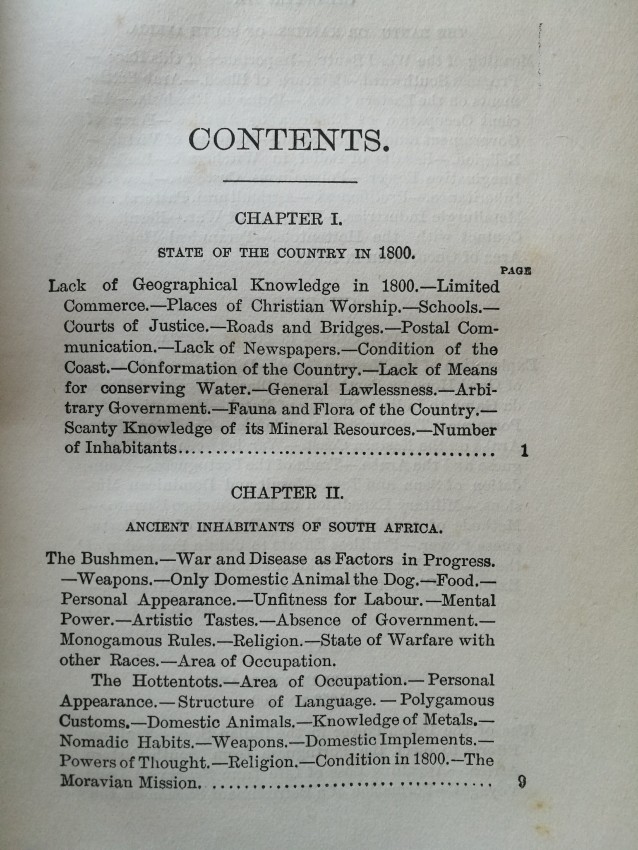 CONTENTS.
CHAPTER I.
STATE OF THE COUNTRY IN 1800.
PAGE
Lack of Geographical Knowledge in 1800.—Limited
Commerce.—Places of Christian Worship.—Schools.—
Courts of Justice.—Roads and Bridges.—Postal Com-
munication.—Lack of Newspapers.—Condition of the
Coast.—Conformation of the Country.—Lack of Means
for conserving Water.—General Lawlessness.—Arbi-
trary Government.—Fauna and Flora of the Country.—
Scanty Knowledge of its Mineral Resources.—Number
of Inhabitants........................................ 1
CHAPTER II.
ANCIENT INHABITANTS OF SOUTH AFRICA.
The Bushmen.—War and Disease as Factors in Progress.
—Weapons.—Only Domestic Animal the Dog.—Food.—
Personal Appearance.—Unfitness for Labour.—Mental
Power.—Artistic Tastes.—Absence of Government.—
Monogamous Rules.—Religion.—State of Warfare with
other Races.—Area of Occupation.
The Hottentots.—Area of Occupation.—Personal
Appearance.—Structure of Language.—Polygamous
Customs.—Domestic Animals.—Knowledge of Metals.—
Nomadic Habits.—Weapons.—Domestic Implements.—
Powers of Thought.—Religion.—Condition in 1800.—The
Moravian Mission. .................................... 9